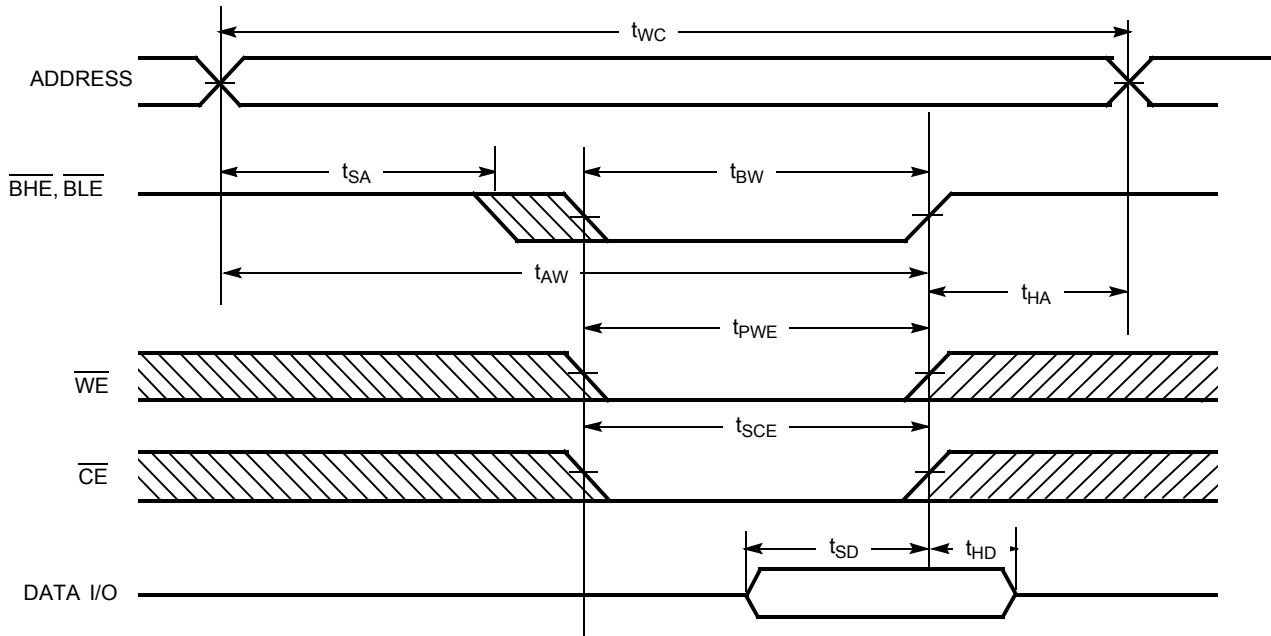 tWC
ADDRESS
tSA
tBW
BHE, BLE
tAW
tHA
tPWE
WE
tSCE
CE
tSD
tHD
DATA I/O